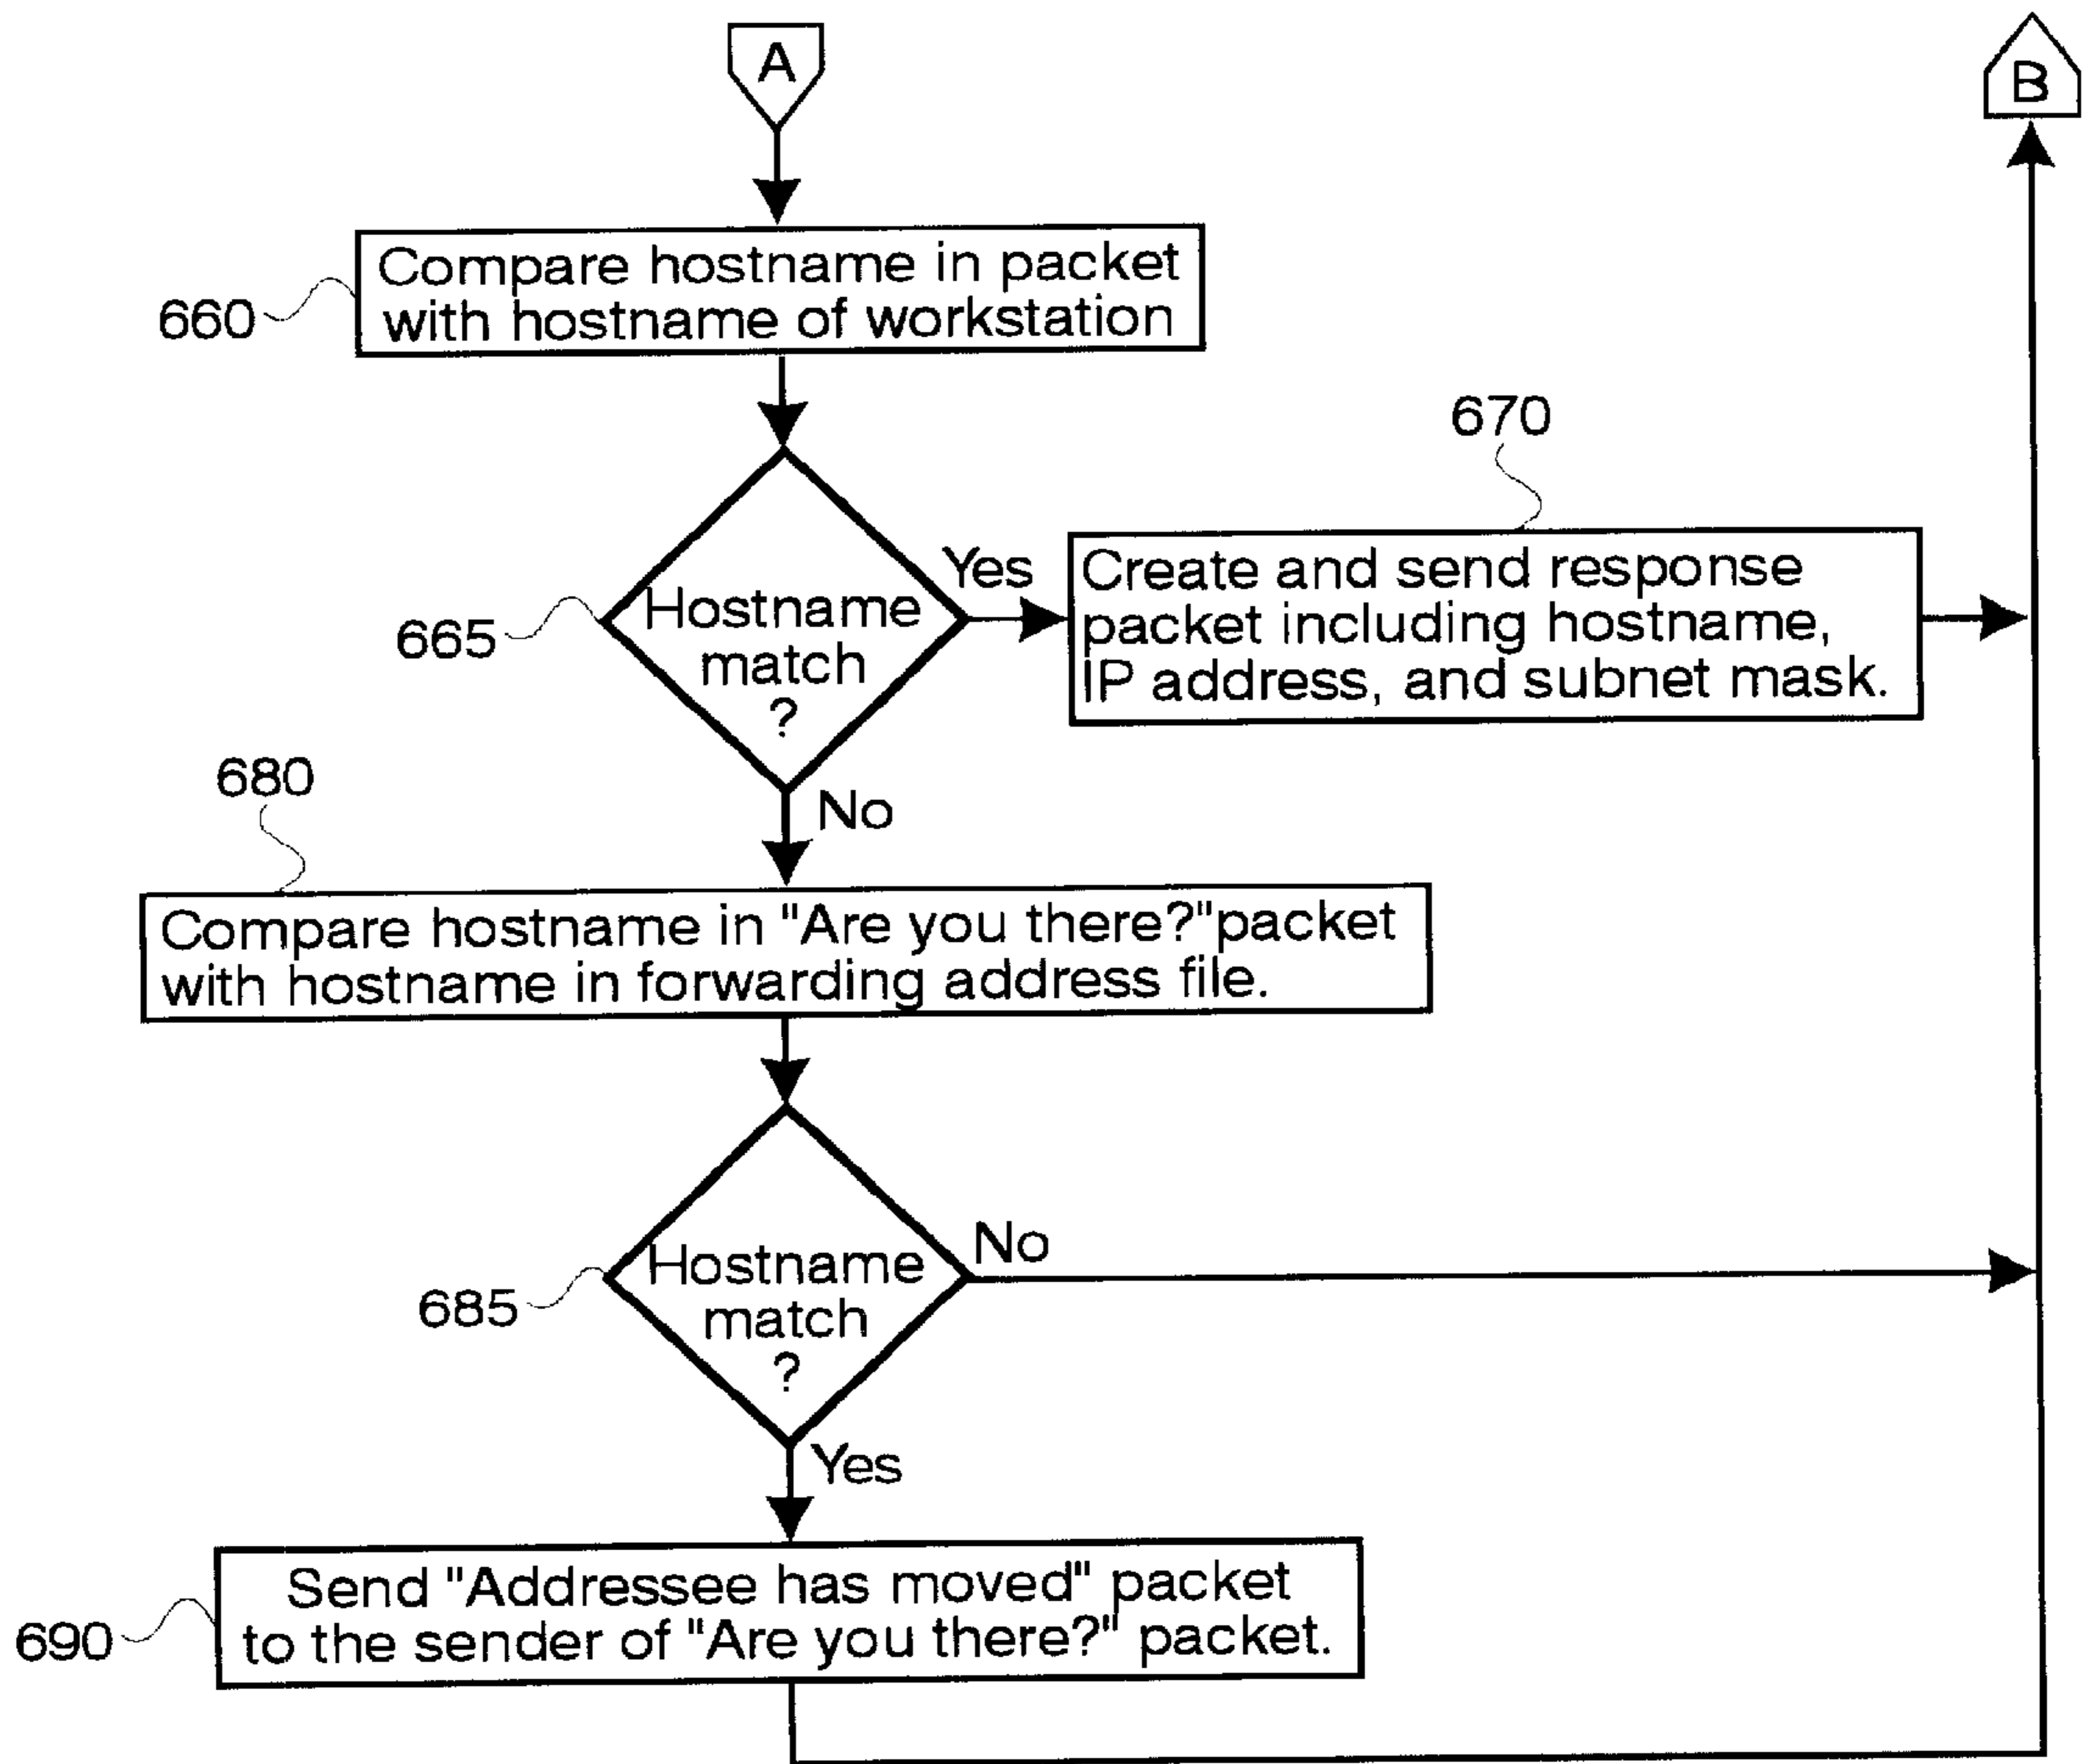 A
B
Compare hostname in packet
with hostname of workstation
660
670
Yes
Create and send response
packet including hostname,
IP address, and subnet mask.
Hostname
match
?
665
No
680
Compare hostname in "Are you there?"packet
with hostname in forwarding address file.
Hostname
match
?
No
685
Yes
Send "Addressee has moved" packet
to the sender of "Are you there?" packet.
690